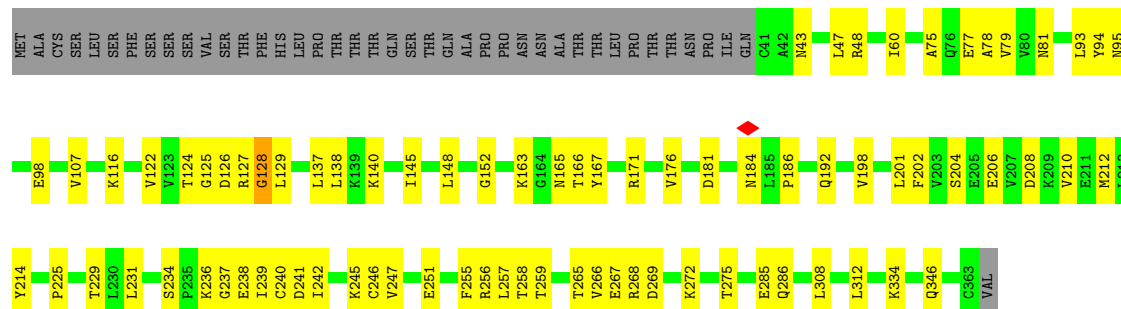 MET ALA CYS SER LEU SER PHE SER SER SER VAL SER THR PHE HIS LEU PRO THR THR THR GLN SER THR GLN ALA PRO PRO ASN ASN ALA THR THR LEU PRO THR THR ASN PRO ILE GLN C41 A42 N43 L47 R48 I60 A75 Q76 E77 A78 V79 V80 N81 L93 Y94 N95
E98 V107 K116 V122 V123 T124 G125 D126 R127 G128 L129 L137 L138 K139 K140 I145 L148 G152 K163 G164 N165 T166 Y167 R171 V176 D181 N184 L185 P186 Q192 V198 L201 F202 V203 S204 E205 E206 V207 D208 K209 V210 E211 M212
Y214 P225 T229 L230 L231 S234 P235 K236 G237 E238 I239 C240 D241 I242 K245 C246 V247 E251 F255 R256 L257 T258 T259 T265 V266 E267 R268 D269 K272 T275 E285 Q286 L308 L312 K334 Q346 C363 VAL